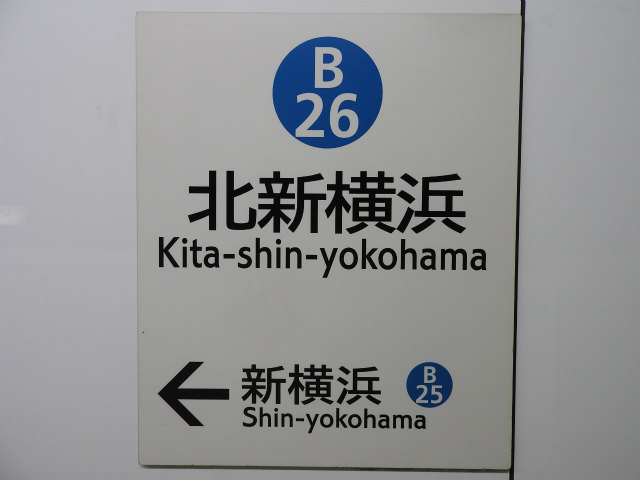 B
26
北新横浜
Kita-shin-yokohama
新横浜
Shin-yokohama
B
25